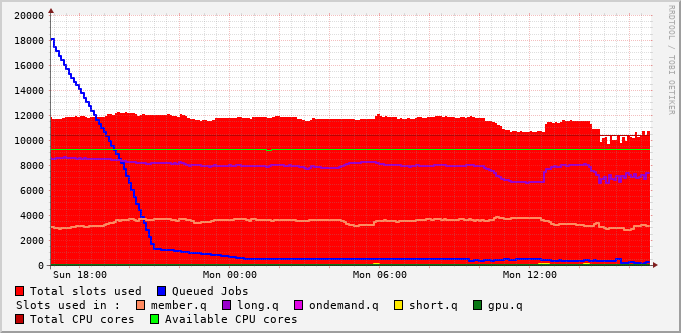 20000
18000
16000
14000
12000
10000
8000
6000
4000
2000
0
Sun 18:00 Mon 00:00 Mon 06:00 Mon 12:00
RRDTOOL / TOBI OETIKER
Total slots used Queued Jobs
Slots used in : member.q long.q ondemand.q short.q gpu.q
Total CPU cores Available CPU cores